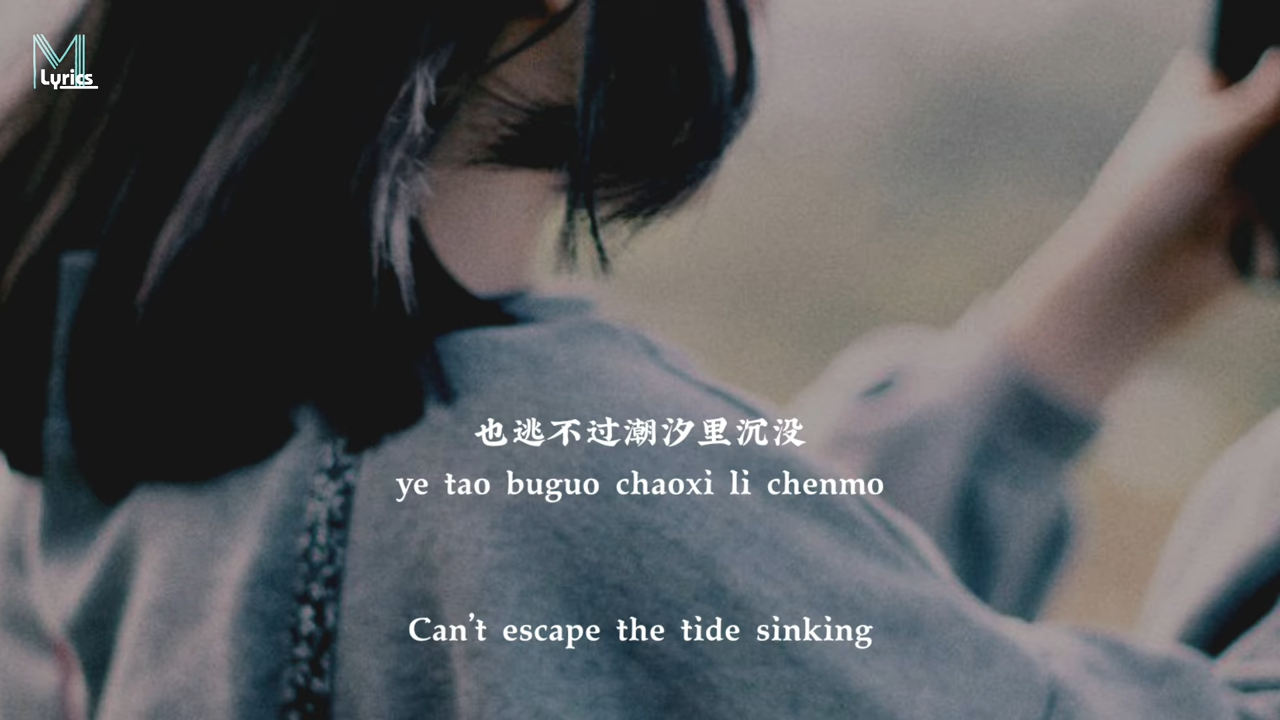 M
Lyrics
也逃不过潮汐里沉没
ye tao buguo chaoxi li chenmo
Can't escape the tide sinking